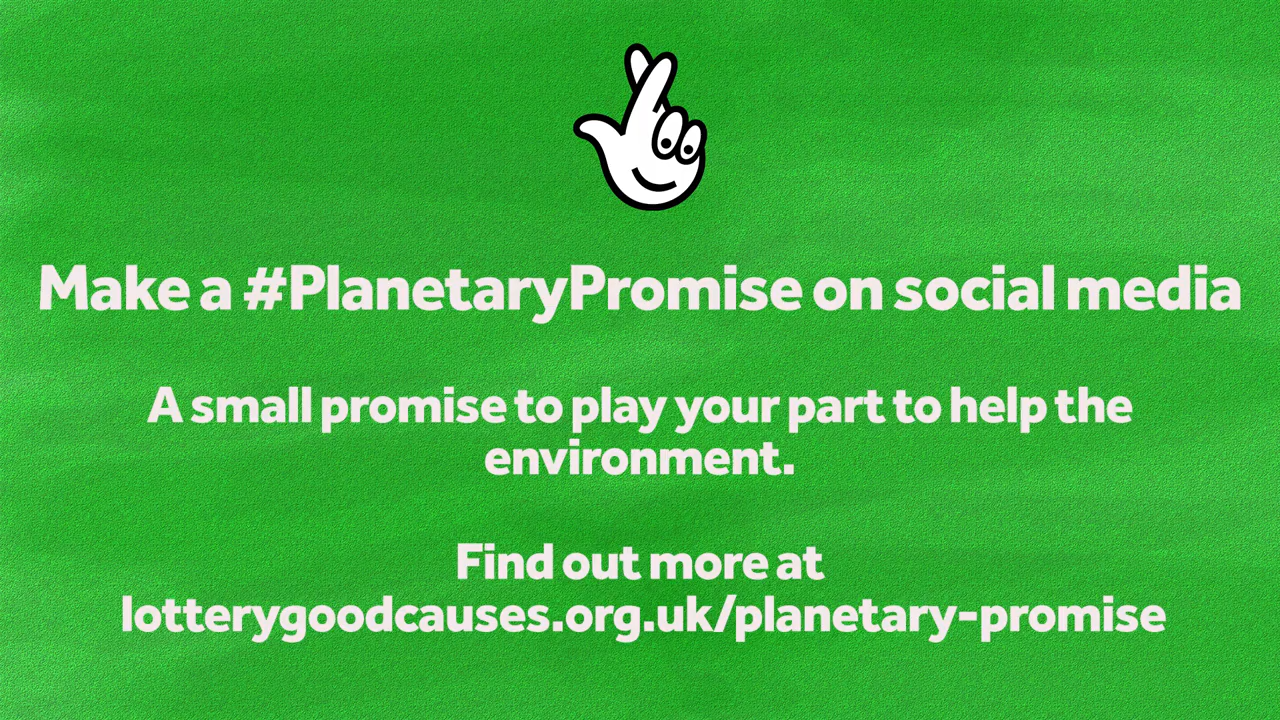 Make a #PlanetaryPromise on social media
A small promise to play your part to help the
environment.
Find out more at
lotterygoodcauses.org.uk/planetary-promise